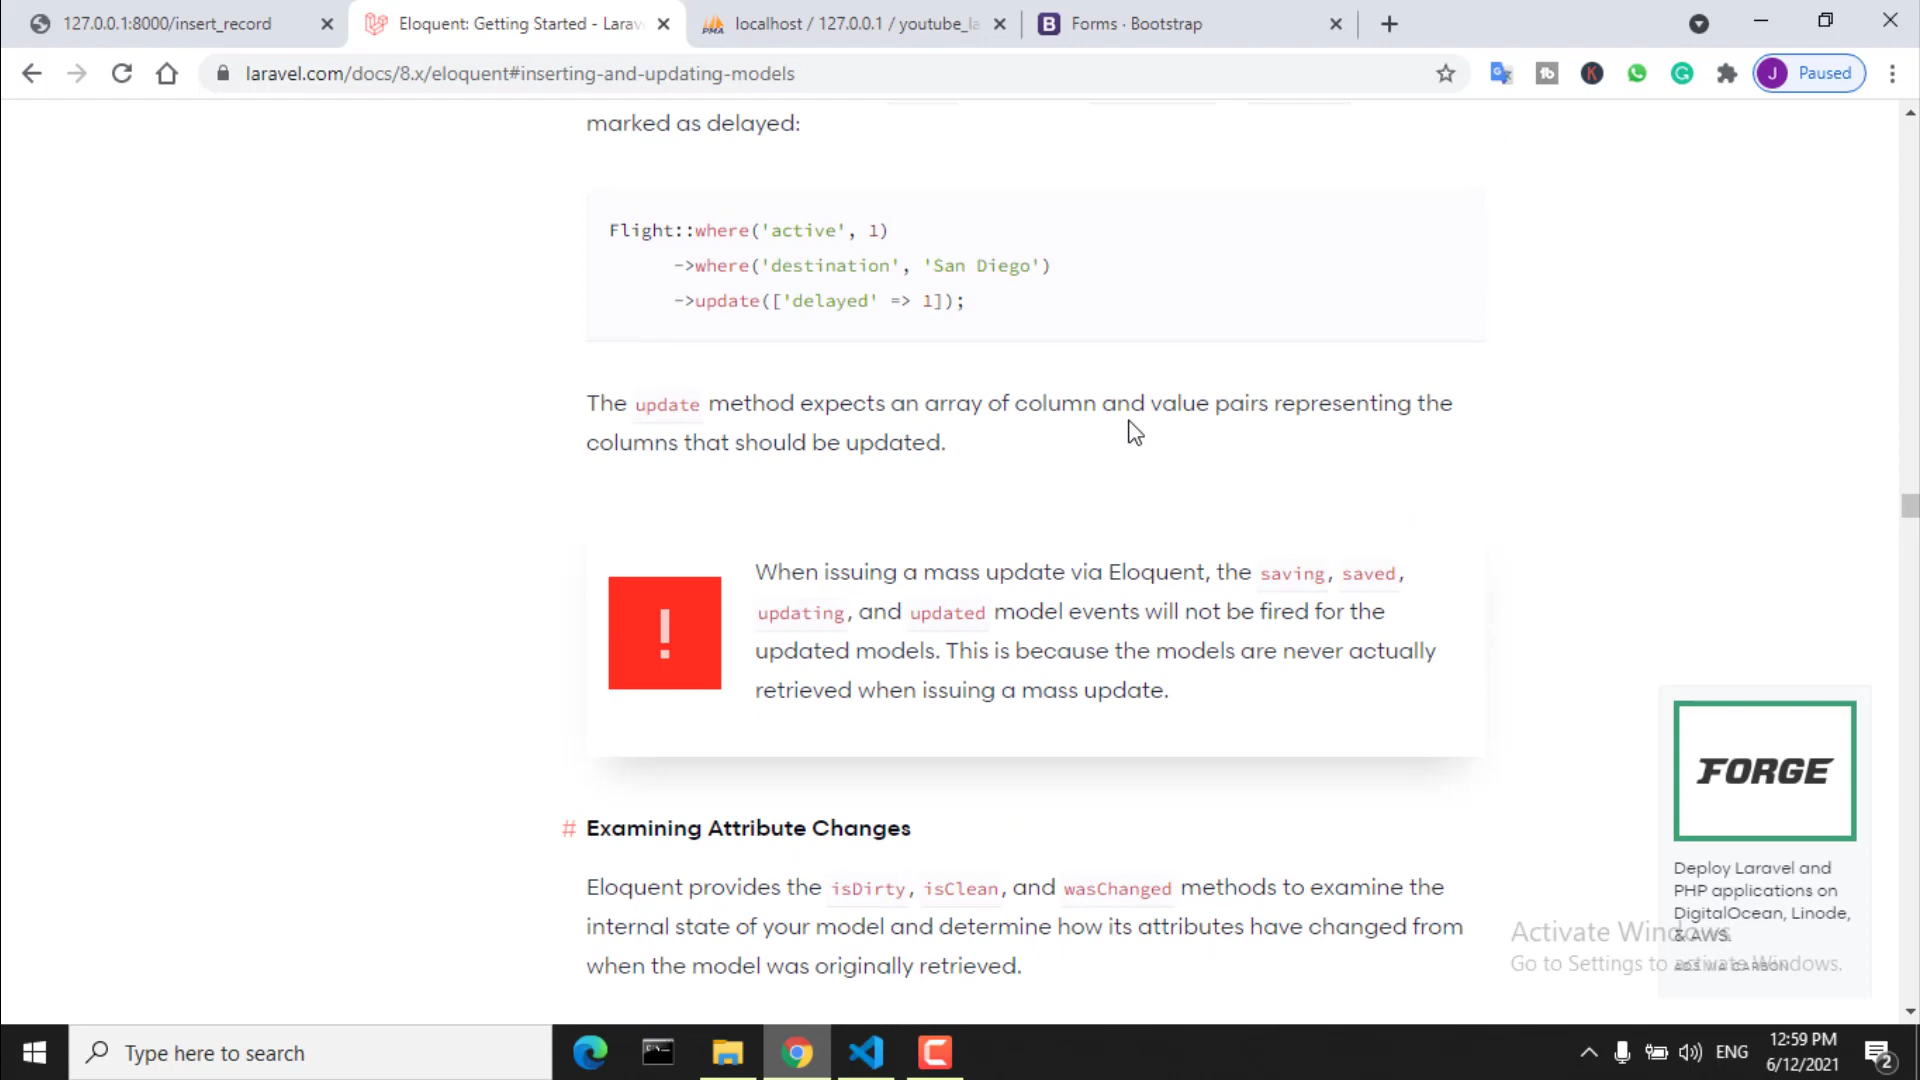 127.0.0.1:8000/insert_record
Eloquent: Getting Started - Larav
PMA
localhost / 127.0.0.1 / youtube_la
B
Forms · Bootstrap
laravel.com/docs/8.x/eloquent#inserting-and-updating-models
J
Paused
marked as delayed:
Flight::where('active', 1)
->where('destination', 'San Diego')
->update(['delayed' => 1]);
The update method expects an array of column and value pairs representing the
columns that should be updated.
!
When issuing a mass update via Eloquent, the saving, saved,
updating, and updated model events will not be fired for the
updated models. This is because the models are never actually
retrieved when issuing a mass update.
# Examining Attribute Changes
Eloquent provides the isDirty, isClean, and wasChanged methods to examine the
internal state of your model and determine how its attributes have changed from
when the model was originally retrieved.
FORGE
Deploy Laravel and
PHP applications on
DigitalOcean, Linode,
& AWS.
ADS VIA CARBON
Activate Windows
Go to Settings to activate Windows.
Type here to search
ENG
12:59 PM
6/12/2021
2